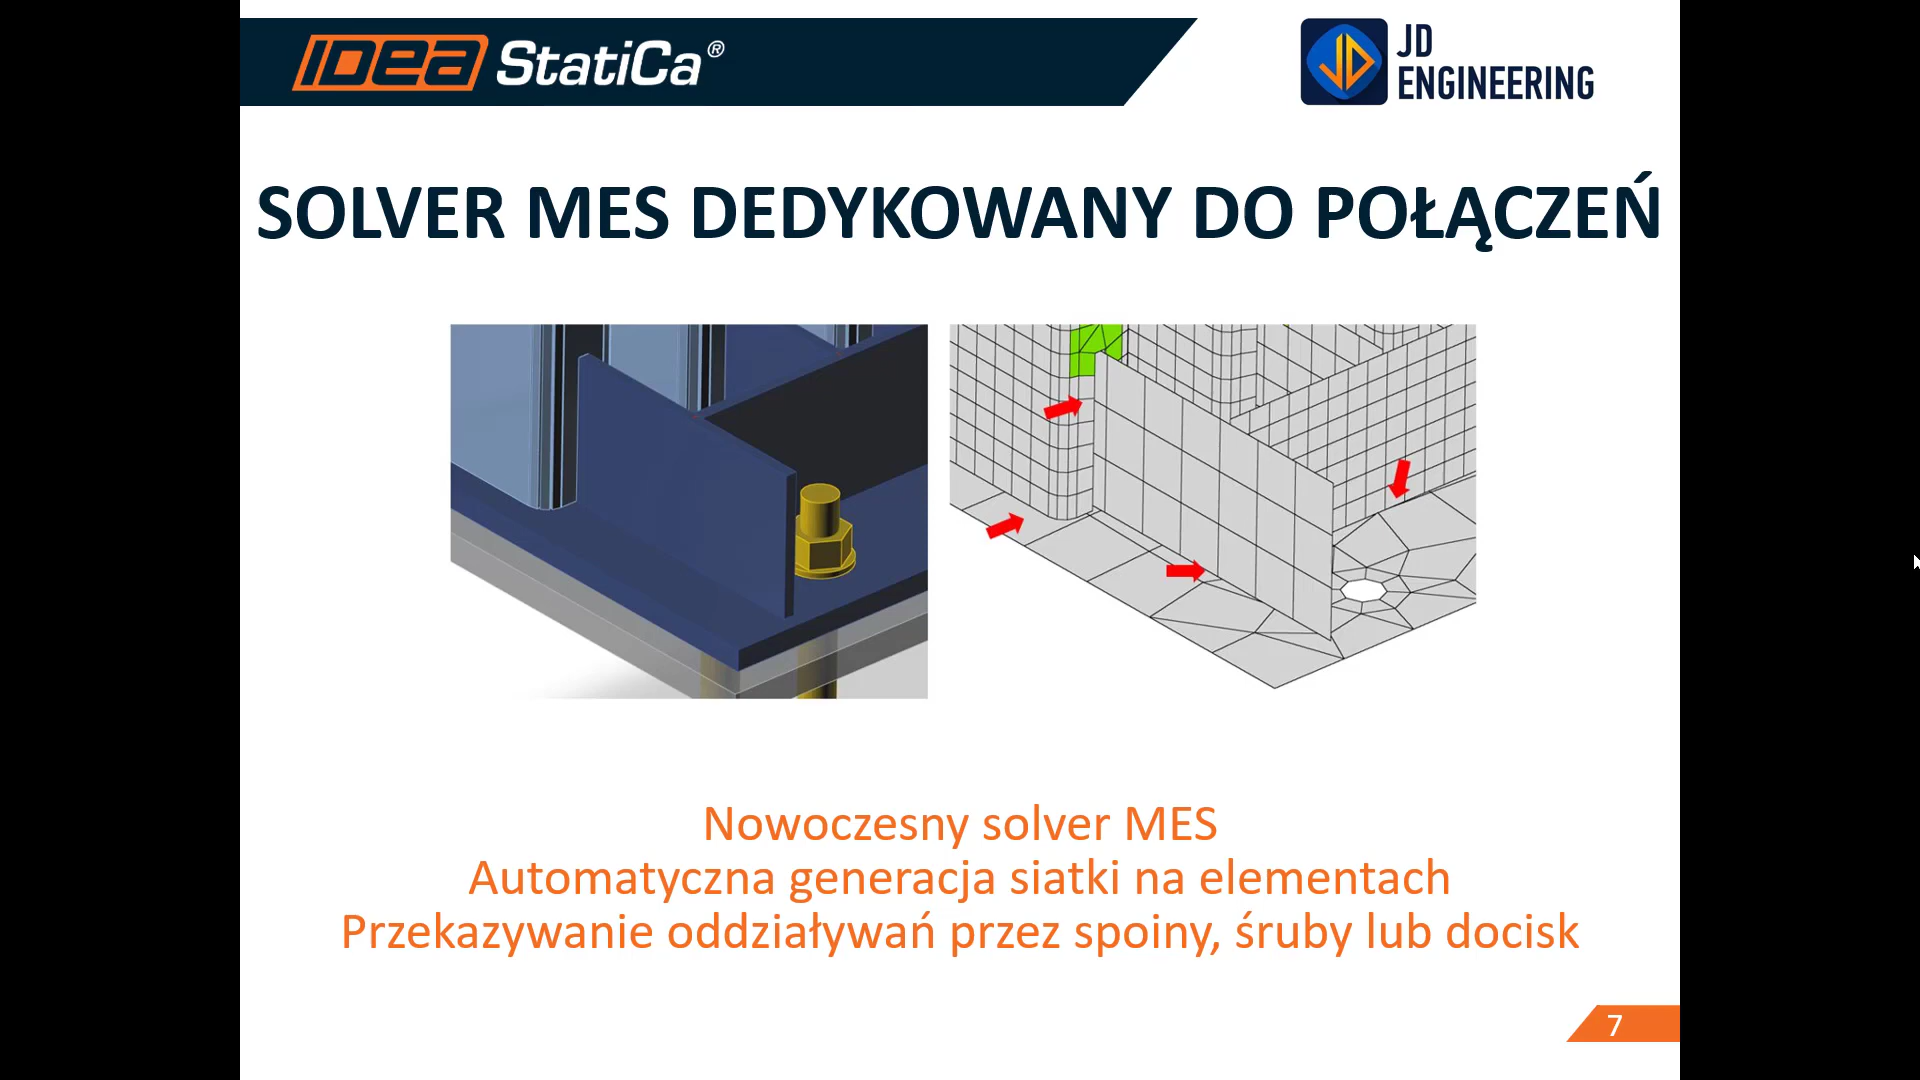 IDEA StatiCa®
JD
ENGINEERING
SOLVER MES DEDYKOWANY DO POŁĄCZEŃ
Nowoczesny solver MES
Automatyczna generacja siatki na elementach
Przekazywanie oddziaływań przez spoiny, śruby lub docisk
7